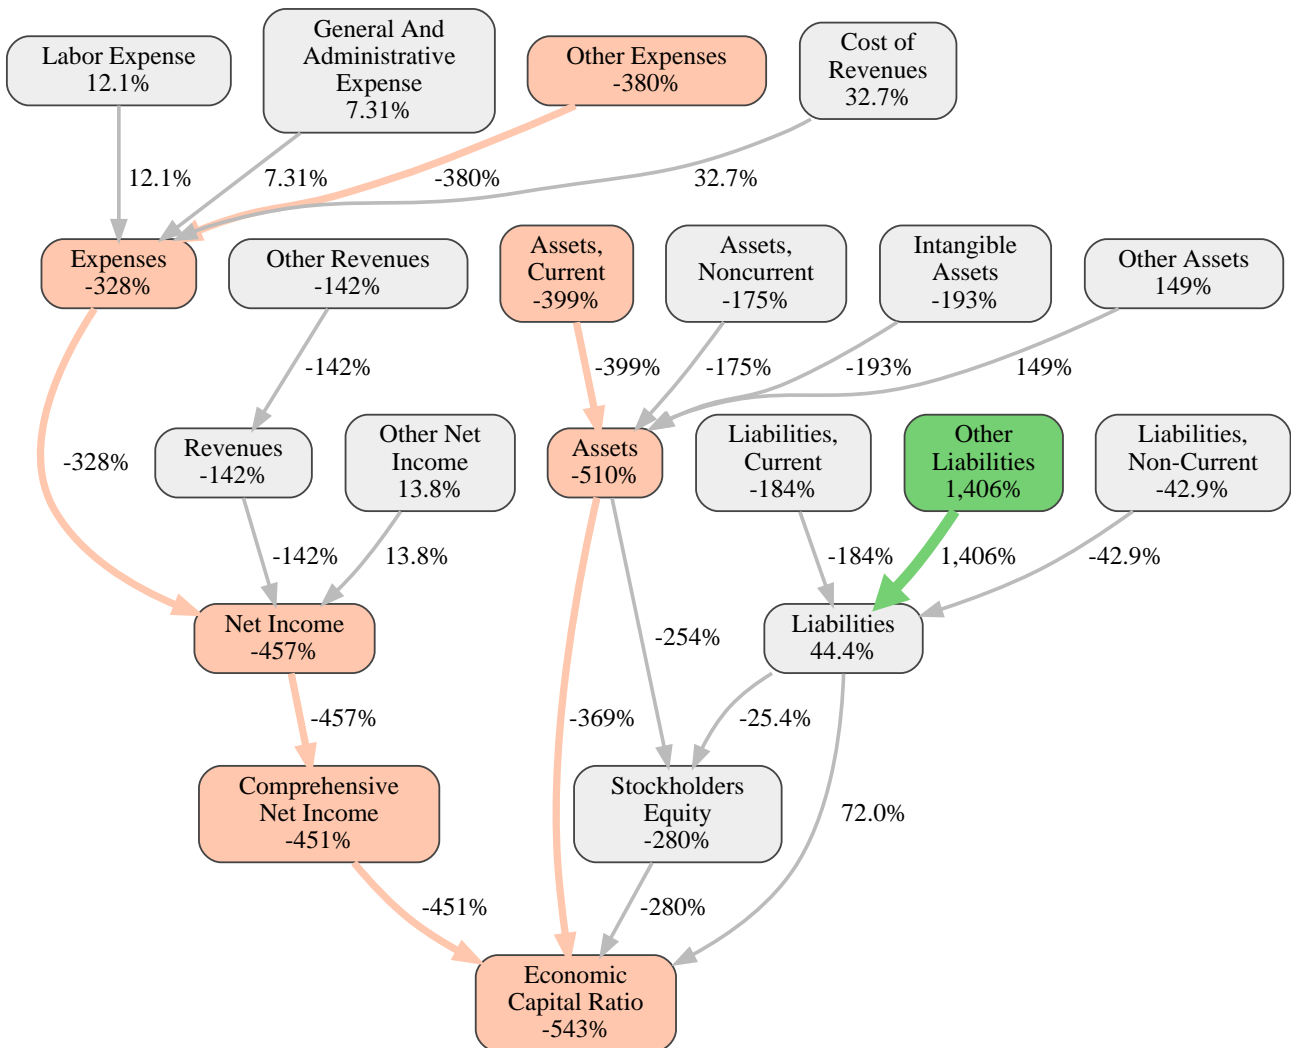 Labor Expense
12.1%
General And
Administrative
Expense
7.31%
Other Expenses
-380%
Cost of
Revenues
32.7%
12.1%
7.31%
-380%
32.7%
Expenses
-328%
Other Revenues
-142%
Assets,
Current
-399%
Assets,
Noncurrent
-175%
Intangible
Assets
-193%
Other Assets
149%
-142%
-399%
-175%
-193%
149%
-328%
Revenues
-142%
Other Net
Income
13.8%
Assets
-510%
Liabilities,
Current
-184%
Other
Liabilities
1,406%
Liabilities,
Non-Current
-42.9%
-142%
13.8%
-184%
1,406%
-42.9%
Net Income
-457%
-254%
Liabilities
44.4%
-457%
-369%
-25.4%
72.0%
Comprehensive
Net Income
-451%
Stockholders
Equity
-280%
-451%
-280%
Economic
Capital Ratio
-543%